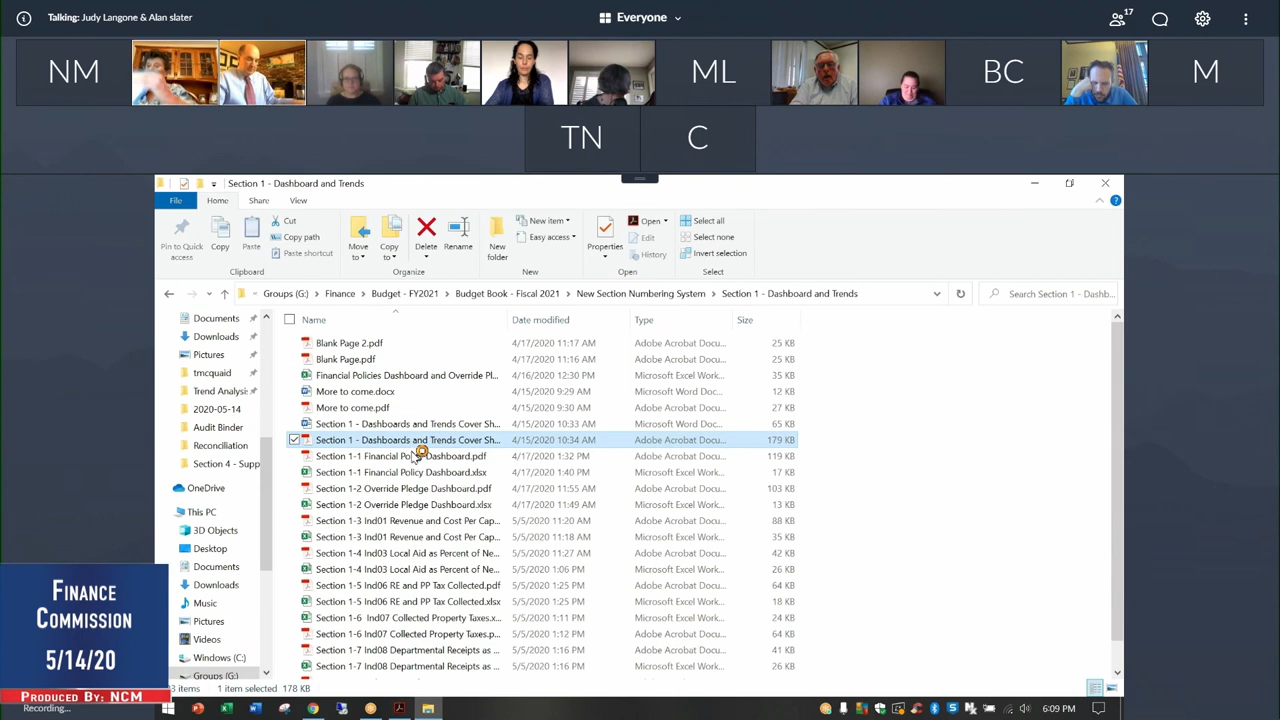 Talking: Judy Langone & Alan slater
Everyone
17
NM
ML
BC
M
TN
C
Section 1 - Dashboard and Trends
File
Home
Share
View
Pin to Quick access
Copy
Paste
Cut
Copy path
Paste shortcut
Clipboard
Move to
Copy to
Delete
Rename
Organize
New folder
New item
Easy access
New
Properties
Open
Edit
History
Open
Select all
Select none
Invert selection
Select
Groups (G:) > Finance > Budget - FY2021 > Budget Book - Fiscal 2021 > New Section Numbering System > Section 1 - Dashboard and Trends
Search Section 1 - Dashb...
Name Date modified Type Size
Blank Page 2.pdf 4/17/2020 11:17 AM Adobe Acrobat Docu... 25 KB
Blank Page.pdf 4/17/2020 11:16 AM Adobe Acrobat Docu... 25 KB
Financial Policies Dashboard and Override Pl... 4/16/2020 12:30 PM Microsoft Excel Work... 35 KB
More to come.docx 4/15/2020 9:29 AM Microsoft Word Doc... 12 KB
More to come.pdf 4/15/2020 9:30 AM Adobe Acrobat Docu... 27 KB
Section 1 - Dashboards and Trends Cover Sh... 4/15/2020 10:33 AM Microsoft Word Doc... 65 KB
Section 1 - Dashboards and Trends Cover Sh... 4/15/2020 10:34 AM Adobe Acrobat Docu... 179 KB
Section 1-1 Financial Po Dashboard.pdf 4/17/2020 1:32 PM Adobe Acrobat Docu... 119 KB
Section 1-1 Financial Policy Dashboard.xlsx 4/17/2020 1:40 PM Microsoft Excel Work... 17 KB
Section 1-2 Override Pledge Dashboard.pdf 4/17/2020 11:55 AM Adobe Acrobat Docu... 103 KB
Section 1-2 Override Pledge Dashboard.xlsx 4/17/2020 11:49 AM Microsoft Excel Work... 13 KB
Section 1-3 Ind01 Revenue and Cost Per Cap... 5/5/2020 11:20 AM Adobe Acrobat Docu... 88 KB
Section 1-3 Ind01 Revenue and Cost Per Cap... 5/5/2020 11:18 AM Microsoft Excel Work... 35 KB
Section 1-4 Ind03 Local Aid as Percent of Ne... 5/5/2020 11:27 AM Adobe Acrobat Docu... 42 KB
Section 1-4 Ind03 Local Aid as Percent of Ne... 5/5/2020 1:06 PM Microsoft Excel Work... 26 KB
Section 1-5 Ind06 RE and PP Tax Collected.pdf 5/5/2020 1:25 PM Adobe Acrobat Docu... 64 KB
Section 1-5 Ind06 RE and PP Tax Collected.xlsx 5/5/2020 1:25 PM Microsoft Excel Work... 18 KB
Section 1-6 Ind07 Collected Property Taxes.x... 5/5/2020 1:11 PM Microsoft Excel Work... 24 KB
Section 1-6 Ind07 Collected Property Taxes.p... 5/5/2020 1:12 PM Adobe Acrobat Docu... 64 KB
Section 1-7 Ind08 Departmental Receipts as ... 5/5/2020 1:16 PM Adobe Acrobat Docu... 41 KB
Section 1-7 Ind08 Departmental Receipts as ... 5/5/2020 1:16 PM Microsoft Excel Work... 26 KB
Documents
Downloads
Pictures
tmcquaid
Trend Analysis
2020-05-14
Audit Binder
Reconciliation
Section 4 - Supp
OneDrive
This PC
3D Objects
Desktop
Documents
Downloads
Music
Pictures
Videos
Windows (C:)
Groups (G:)
3 items 1 item selected 178 KB
FINANCE
COMMISSION
5/14/20
PRODUCED BY: NCM
Recording...
6:09 PM